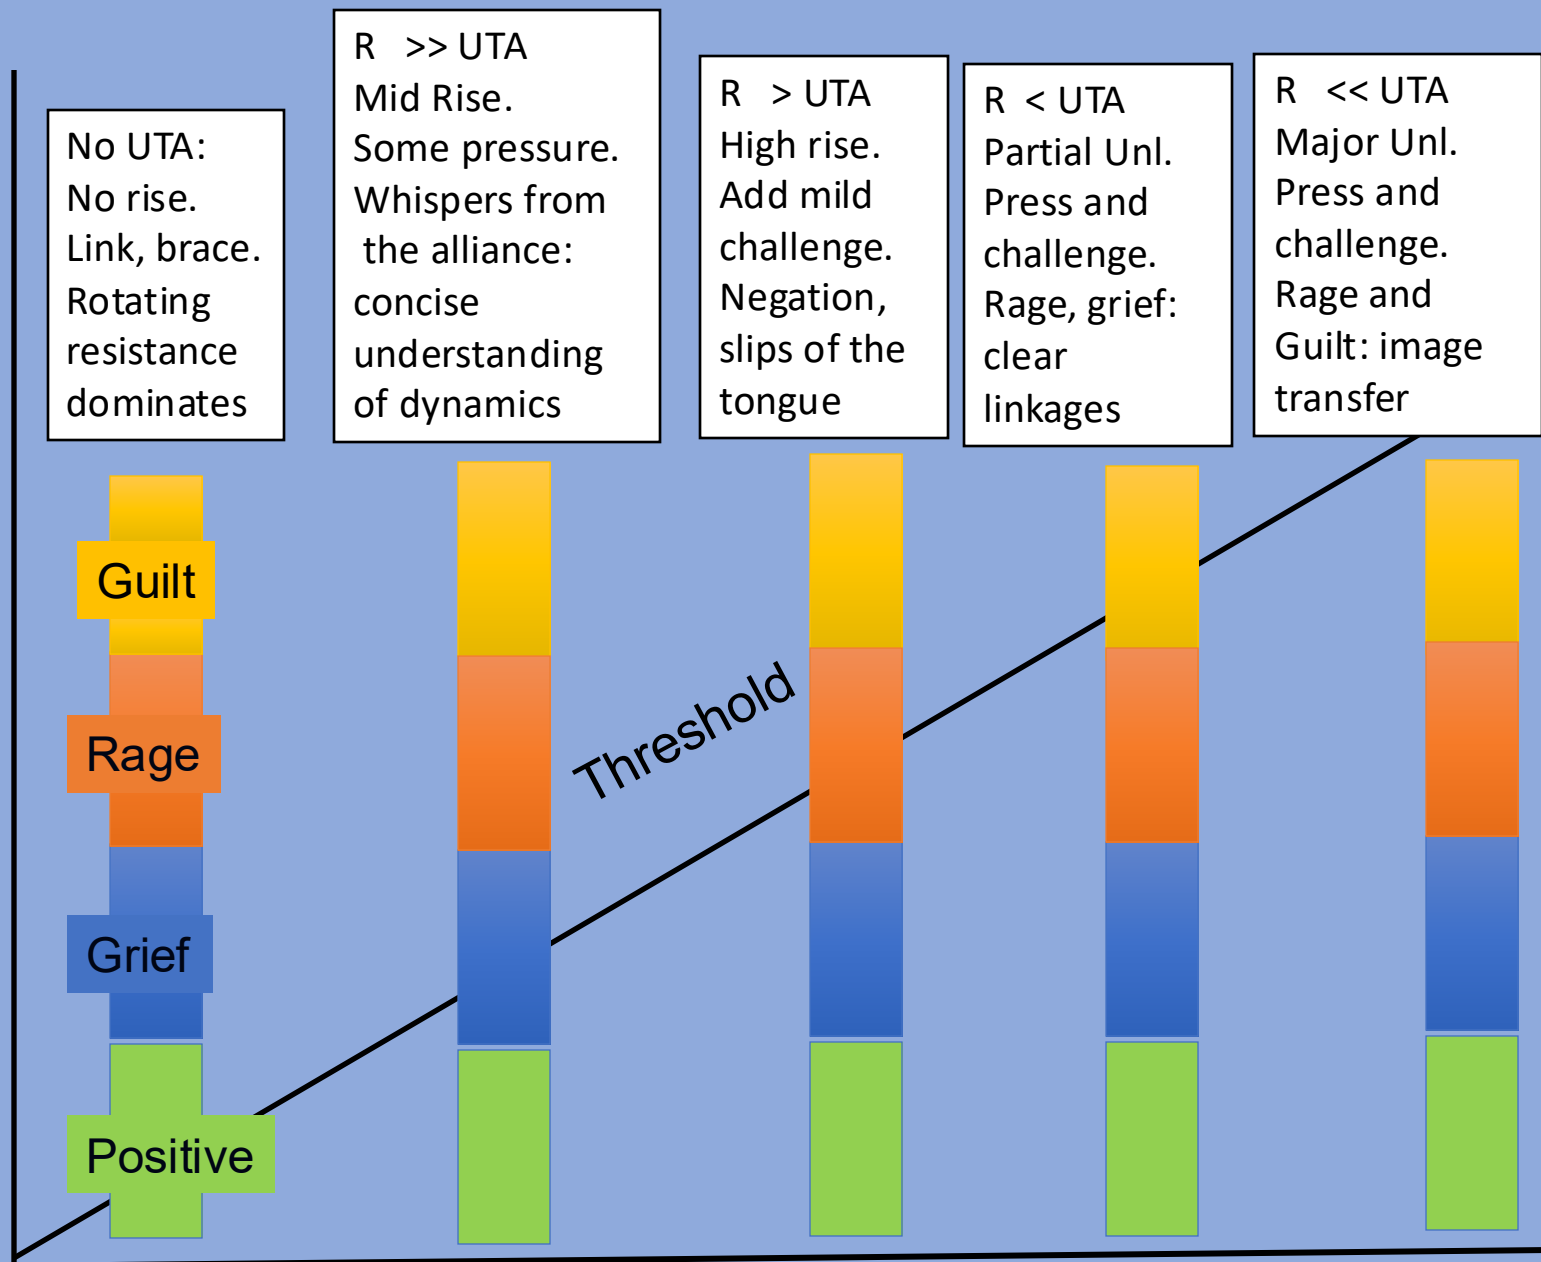 No UTA:
No rise.
Link, brace.
Rotating
resistance
dominates
R >> UTA
Mid Rise.
Some pressure.
Whispers from
the alliance:
concise
understanding
of dynamics
R > UTA
High rise.
Add mild
challenge.
Negation,
slips of the
tongue
R < UTA
Partial Unl.
Press and
challenge.
Rage, grief:
clear
linkages
R << UTA
Major Unl.
Press and
challenge.
Rage and
Guilt: image
transfer
Guilt
Rage
Grief
Positive
Threshold